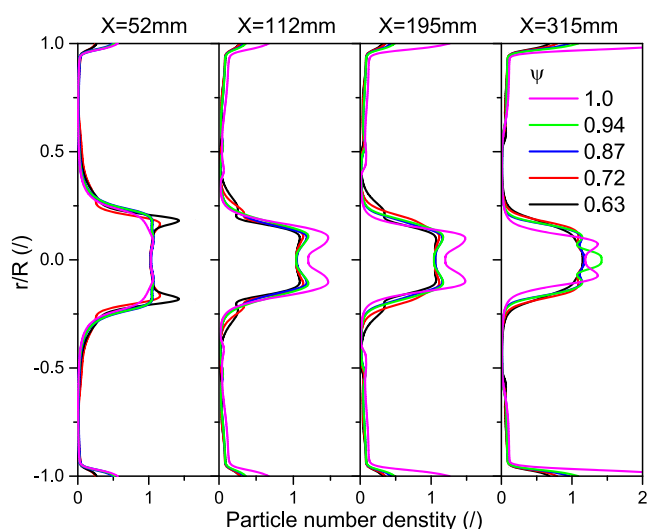 X=52mm X=112mm X=195mm X=315mm
1.0
0.5
0.0
-0.5
-1.0
r/R (/)
ψ
1.0
0.94
0.87
0.72
0.63
0 1 0 1 0 1 0 1 2
Particle number denstity (/)